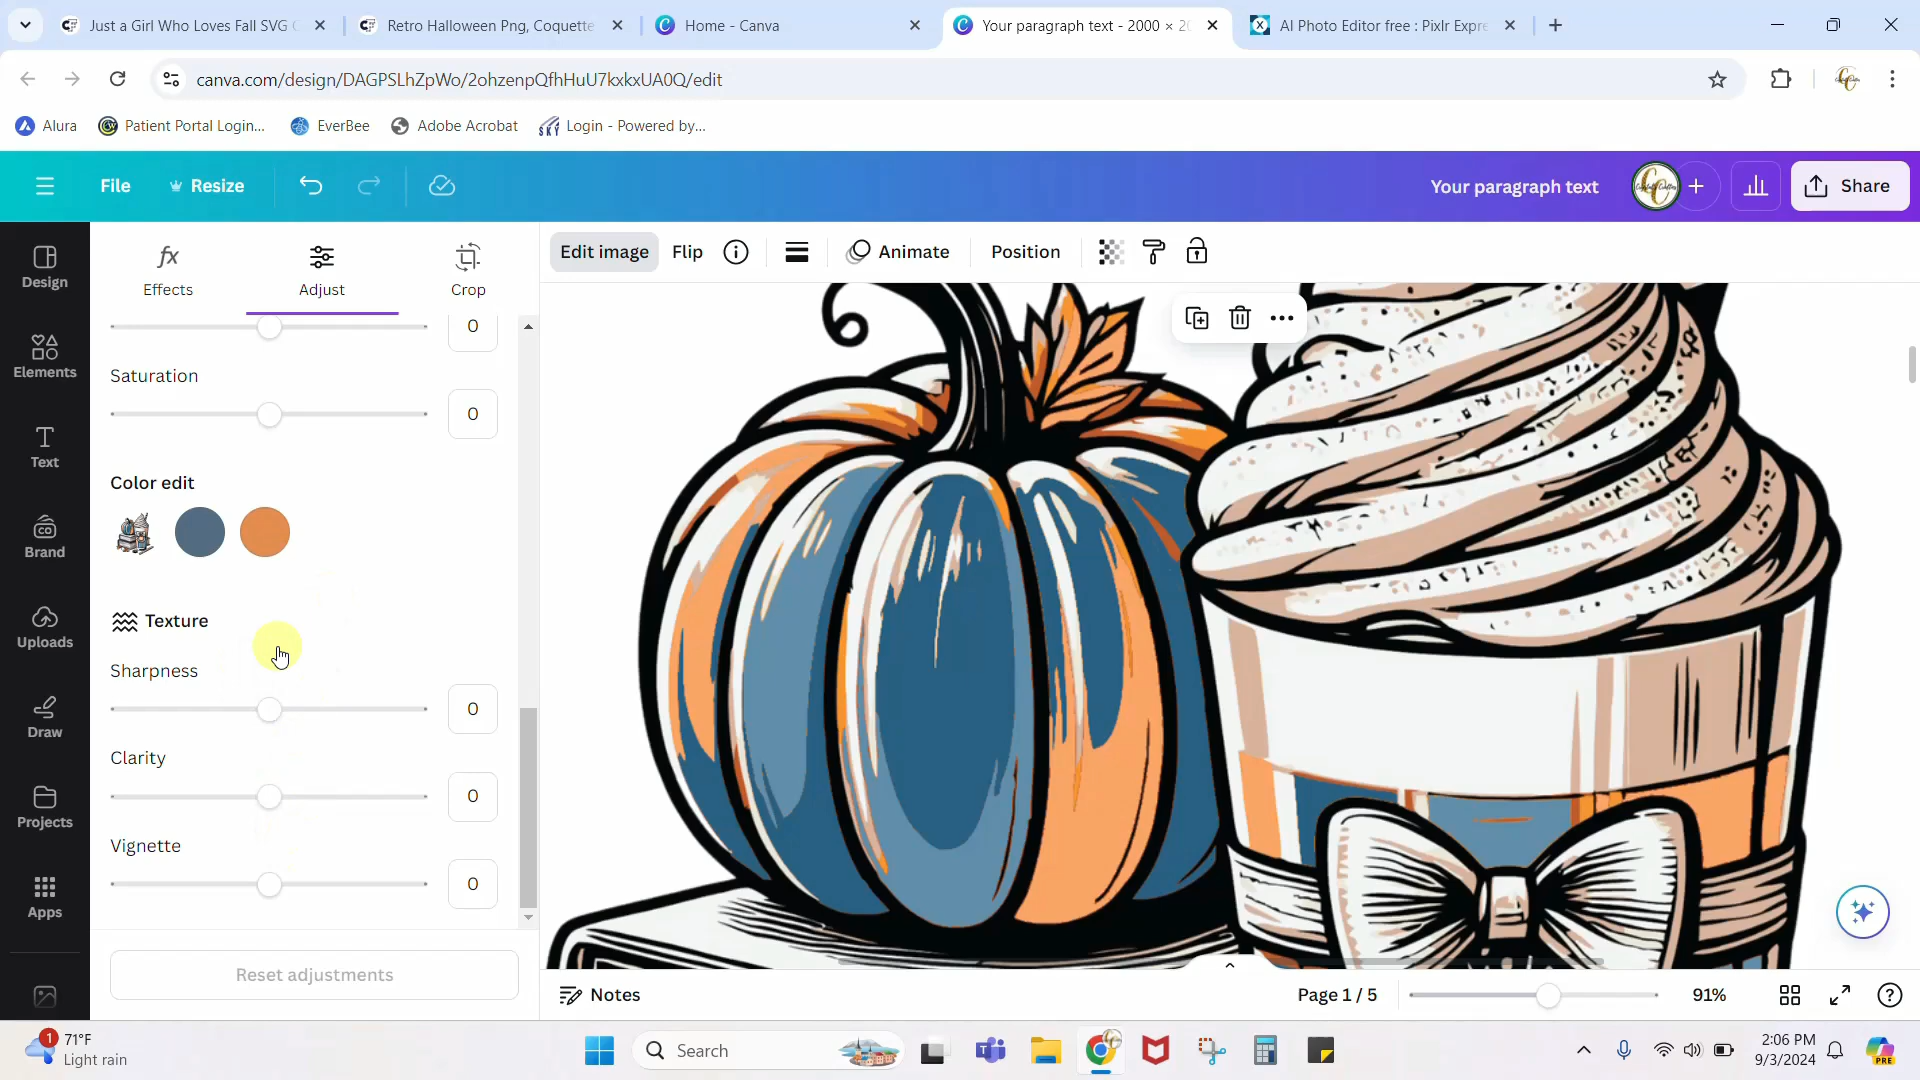 Just a Girl Who Loves Fall SVG C
Retro Halloween Png, Coquette
Home - Canva
Your paragraph text - 2000 × 20
AI Photo Editor free : Pixlr Expre
canva.com/design/DAGPSLhZpWo/2ohzenpQfhHuU7kxkxUA0Q/edit
Alura
Patient Portal Login...
EverBee
Adobe Acrobat
Login - Powered by...
File
Resize
Your paragraph text
Share
Design
Elements
Text
Brand
Uploads
Draw
Projects
Apps
Effects
Adjust
Crop
Edit image
Flip
Animate
Position
0
Saturation
0
Color edit
Texture
Sharpness
0
Clarity
0
Vignette
0
Reset adjustments
Notes
Page 1 / 5
91%
1
71°F
Light rain
Search
2:06 PM
9/3/2024
PRE